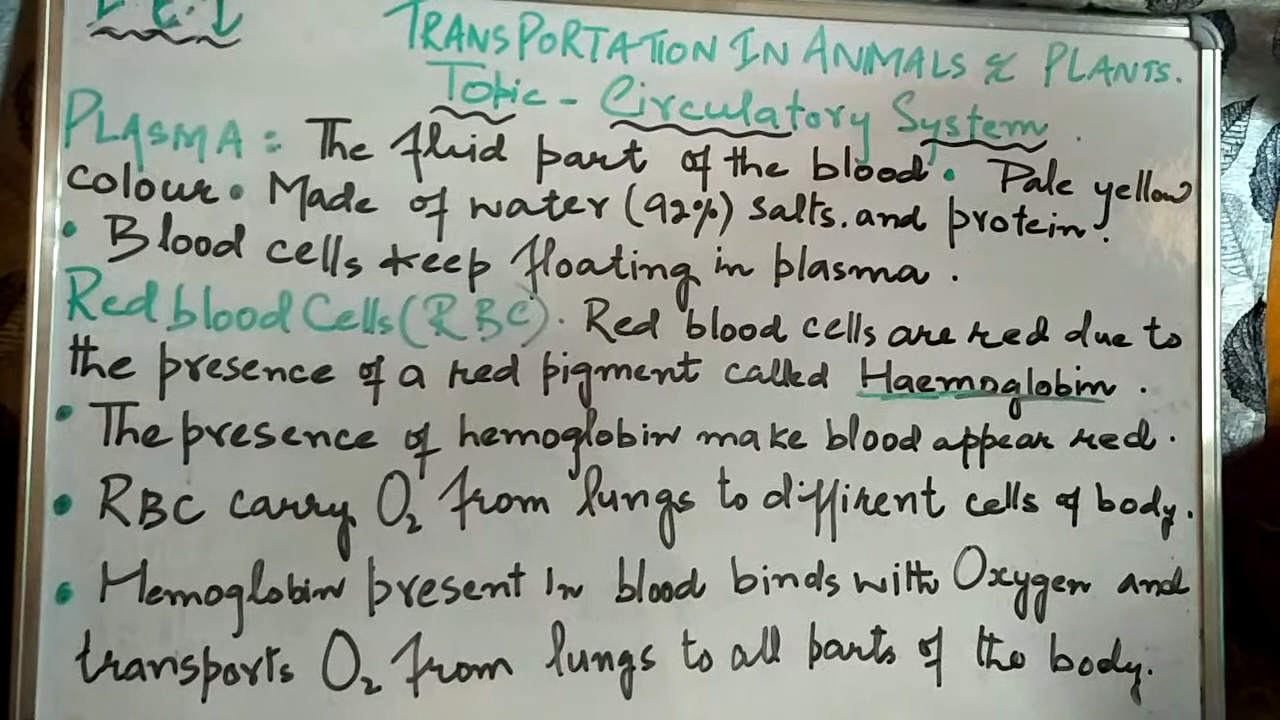 TRANSPORTATION IN ANIMALS & PLANTS.
Topic - Circulatory System.
PLASMA: The fluid part of the blood. Pale yellow
colour. Made of water (92%) salts. and protein.
• Blood cells keep floating in plasma.
Red blood Cells (RBC). Red blood cells are red due to
the presence of a red pigment called Haemoglobin.
• The presence of hemoglobin make blood appear red.
• RBC carry O₂ from lungs to diffirent cells of body.
• Hemoglobin present In blood binds with Oxygen and
transports O₂ from lungs to all parts of the body.